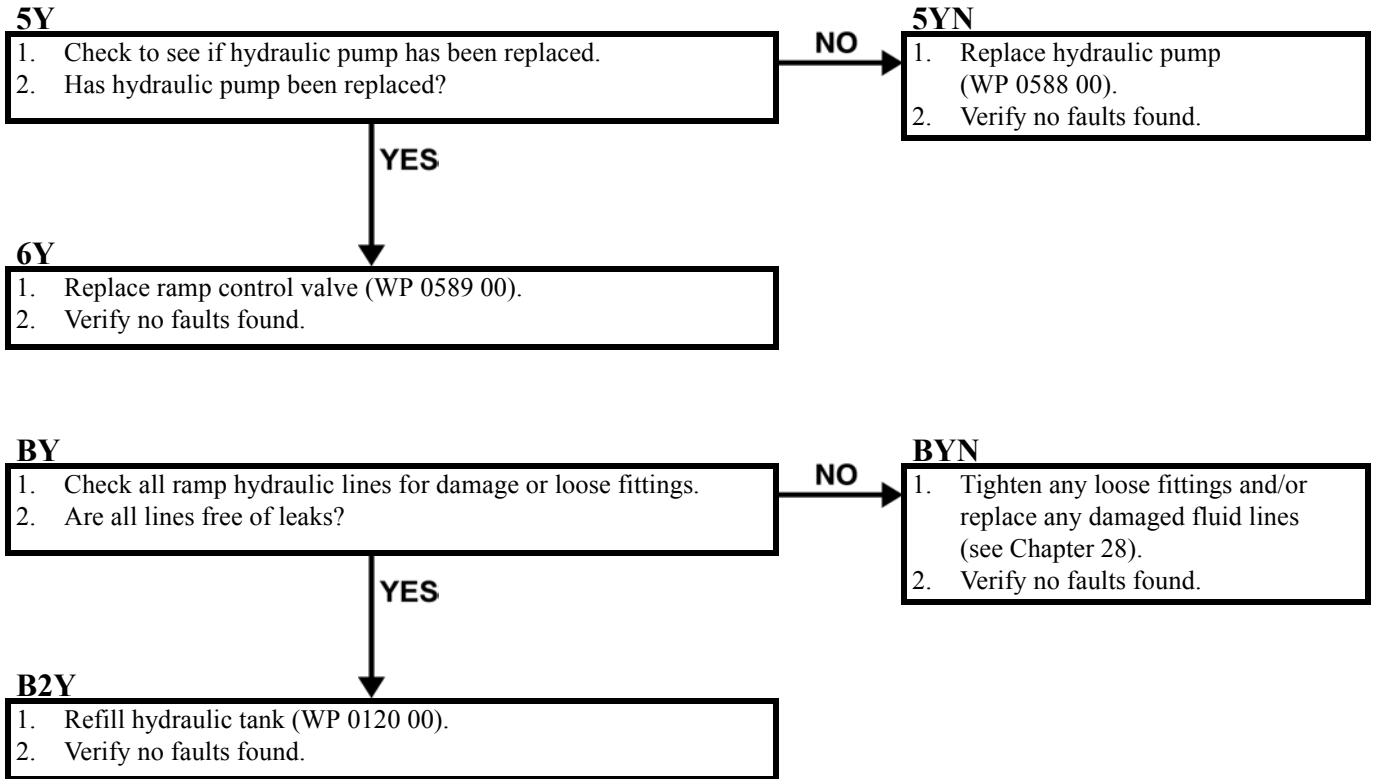 5Y
1. Check to see if hydraulic pump has been replaced.
2. Has hydraulic pump been replaced?
NO
5YN
1. Replace hydraulic pump
(WP 0588 00).
2. Verify no faults found.
YES
6Y
1. Replace ramp control valve (WP 0589 00).
2. Verify no faults found.
BY
1. Check all ramp hydraulic lines for damage or loose fittings.
2. Are all lines free of leaks?
NO
BYN
1. Tighten any loose fittings and/or
replace any damaged fluid lines
(see Chapter 28).
2. Verify no faults found.
YES
B2Y
1. Refill hydraulic tank (WP 0120 00).
2. Verify no faults found.